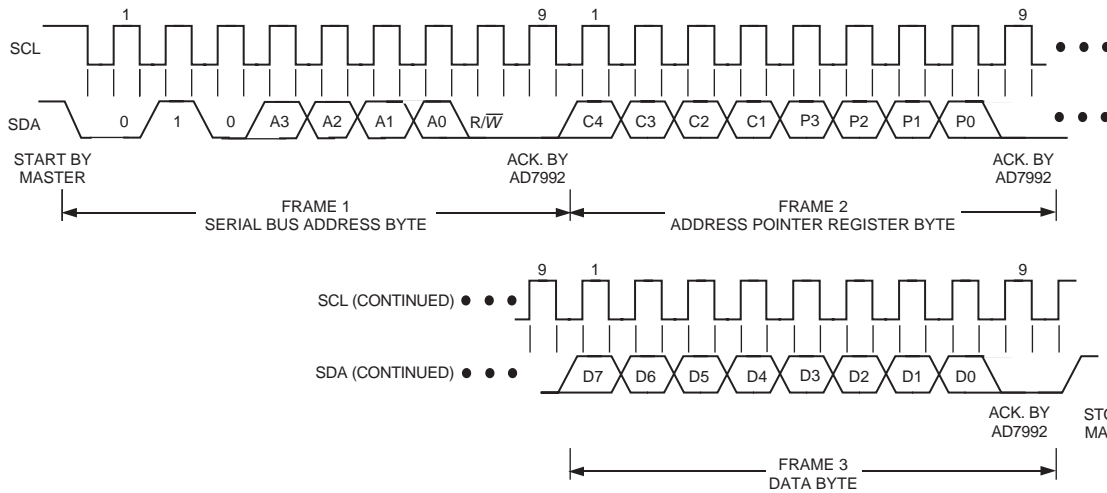 1 9 1 9
SCL
SDA 0 1 0 A3 A2 A1 A0 R/W̅ C4 C3 C2 C1 P3 P2 P1 P0
START BY
MASTER
ACK. BY
AD7992
ACK. BY
AD7992
FRAME 1
SERIAL BUS ADDRESS BYTE
FRAME 2
ADDRESS POINTER REGISTER BYTE
9 1 9
SCL (CONTINUED)
SDA (CONTINUED) D7 D6 D5 D4 D3 D2 D1 D0
ACK. BY
AD7992
FRAME 3
DATA BYTE